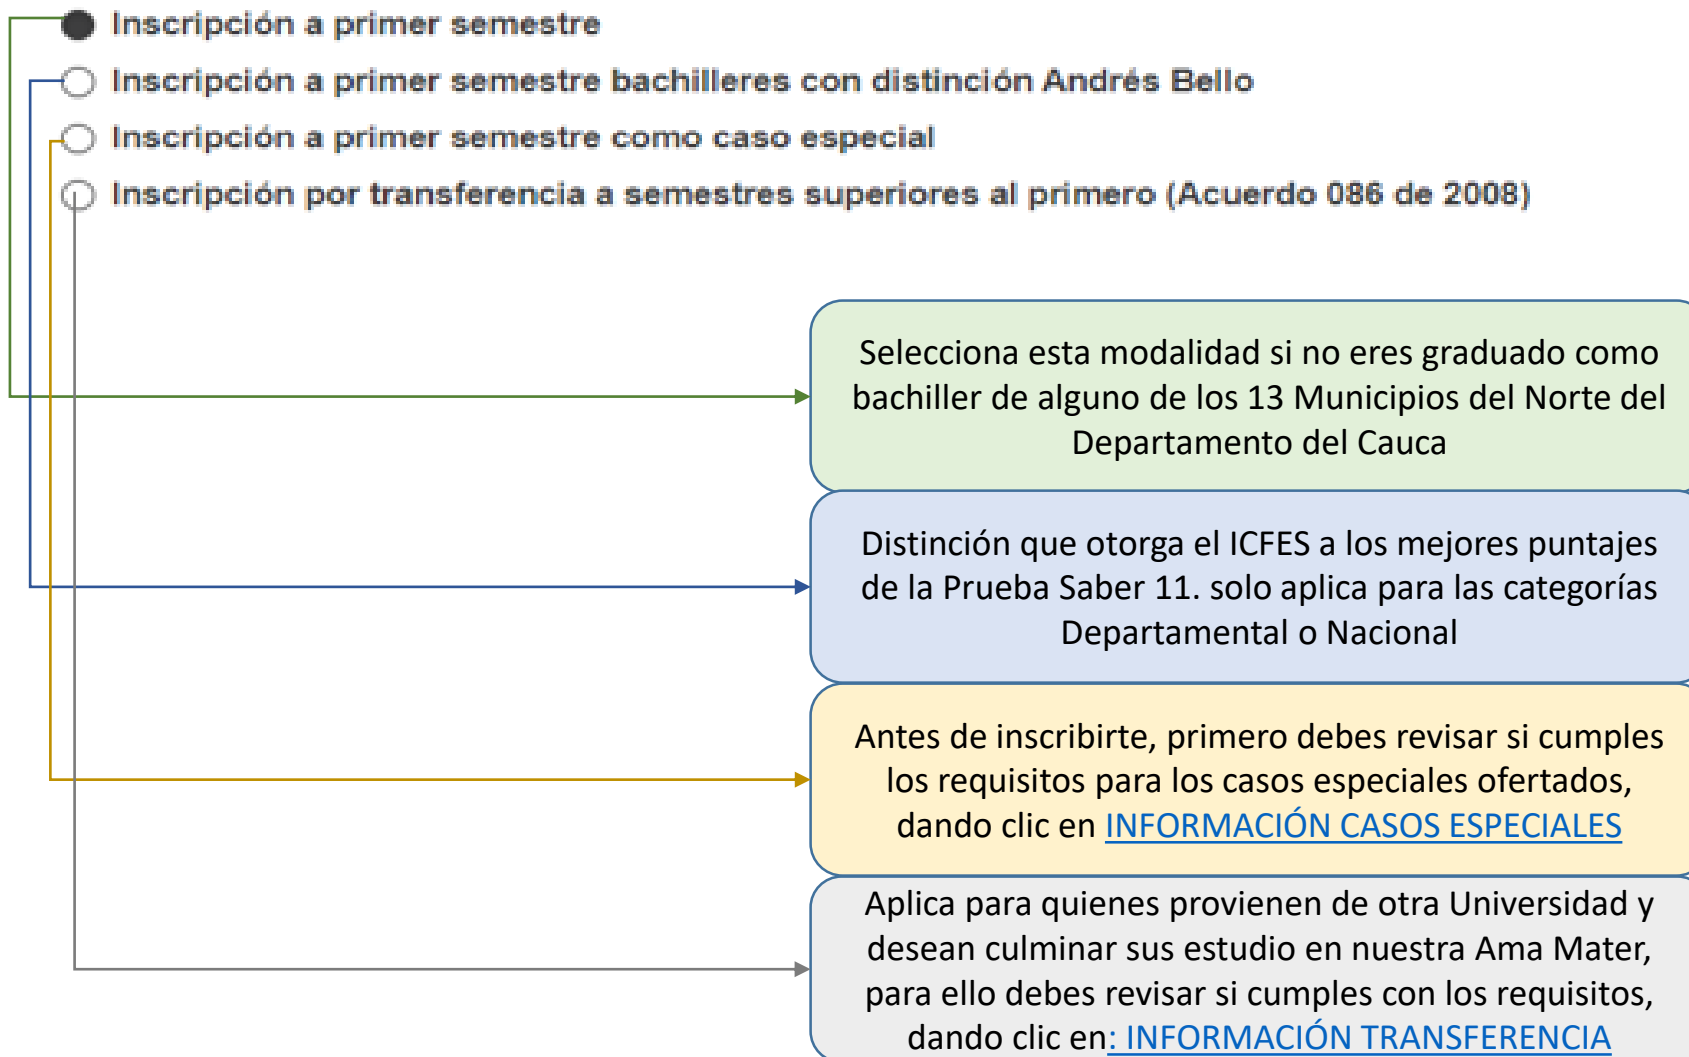 Inscripción a primer semestre
Inscripción a primer semestre bachilleres con distinción Andrés Bello
Inscripción a primer semestre como caso especial
Inscripción por transferencia a semestres superiores al primero (Acuerdo 086 de 2008)
Selecciona esta modalidad si no eres graduado como
bachiller de alguno de los 13 Municipios del Norte del
Departamento del Cauca
Distinción que otorga el ICFES a los mejores puntajes
de la Prueba Saber 11. solo aplica para las categorías
Departamental o Nacional
Antes de inscribirte, primero debes revisar si cumples
los requisitos para los casos especiales ofertados,
dando clic en INFORMACIÓN CASOS ESPECIALES
Aplica para quienes provienen de otra Universidad y
desean culminar sus estudio en nuestra Ama Mater,
para ello debes revisar si cumples con los requisitos,
dando clic en: INFORMACIÓN TRANSFERENCIA